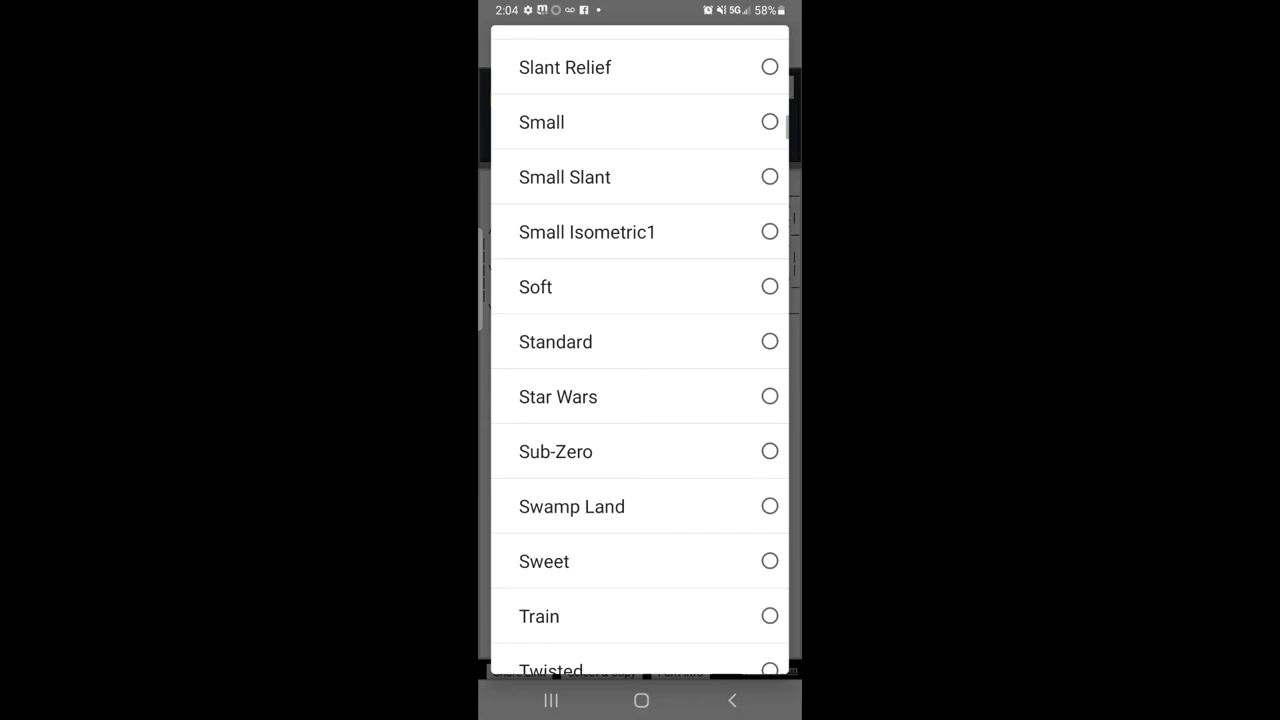 2:04 5G 58%
Slant Relief
Small
Small Slant
Small Isometric1
Soft
Standard
Star Wars
Sub-Zero
Swamp Land
Sweet
Train
Twisted